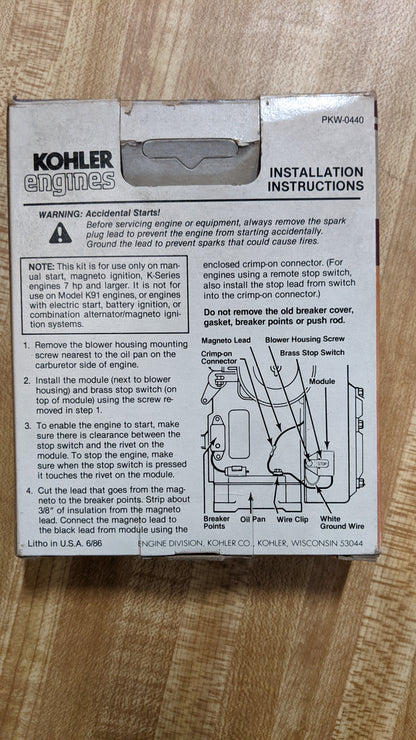 PKW-0440
KOHLER
engines
INSTALLATION
INSTRUCTIONS
WARNING: Accidental Starts!
Before servicing engine or equipment, always remove the spark
plug lead to prevent the engine from starting accidentally.
Ground the lead to prevent sparks that could cause fires.
NOTE: This kit is for use only on man-
ual start, magneto ignition, K-Series
engines 7 hp and larger. It is not for
use on Model K91 engines, or engines
with electric start, battery ignition, or
combination alternator/magneto igni-
tion systems.
1. Remove the blower housing mounting
screw nearest to the oil pan on the
carburetor side of engine.
2. Install the module (next to blower
housing) and brass stop switch (on
top of module) using the screw re-
moved in step 1.
3. To enable the engine to start, make
sure there is clearance between the
stop switch and the rivet on the
module. To stop the engine, make
sure when the stop switch is pressed
it touches the rivet on the module.
4. Cut the lead that goes from the mag-
neto to the breaker points. Strip about
3/8" of insulation from the magneto
lead. Connect the magneto lead to
the black lead from module using the
enclosed crimp-on connector. (For
engines using a remote stop switch,
also install the stop lead from switch
into the crimp-on connector.)
Do not remove the old breaker cover,
gasket, breaker points or push rod.
Magneto Lead
Blower Housing Screw
Crimp-on
Connector
Brass Stop Switch
Module
STOP
Breaker
Points
Oil Pan
Wire Clip
White
Ground Wire
Litho in U.S.A. 6/86
ENGINE DIVISION, KOHLER CO., KOHLER, WISCONSIN 53044